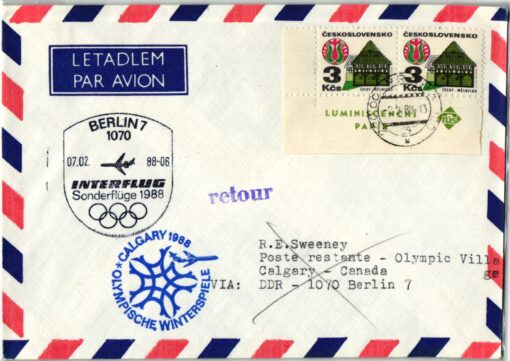 LETADLEM
PAR AVION
ČESKOSLOVENSKO
3
Kčs
ČESKOSLOVENSKO
3
Kčs
LUMINISCENČNÍ
PAPÍR
BERLIN 7
1070
07.02. 88-06
INTERFLUG
Sonderflüge 1988
retour
CALGARY 1988
OLYMPISCHE WINTERSPIELE
R.E.Sweeney
Poste restante - Olympic Villa
ge
Calgary - Canada
VIA: DDR - 1070 Berlin 7